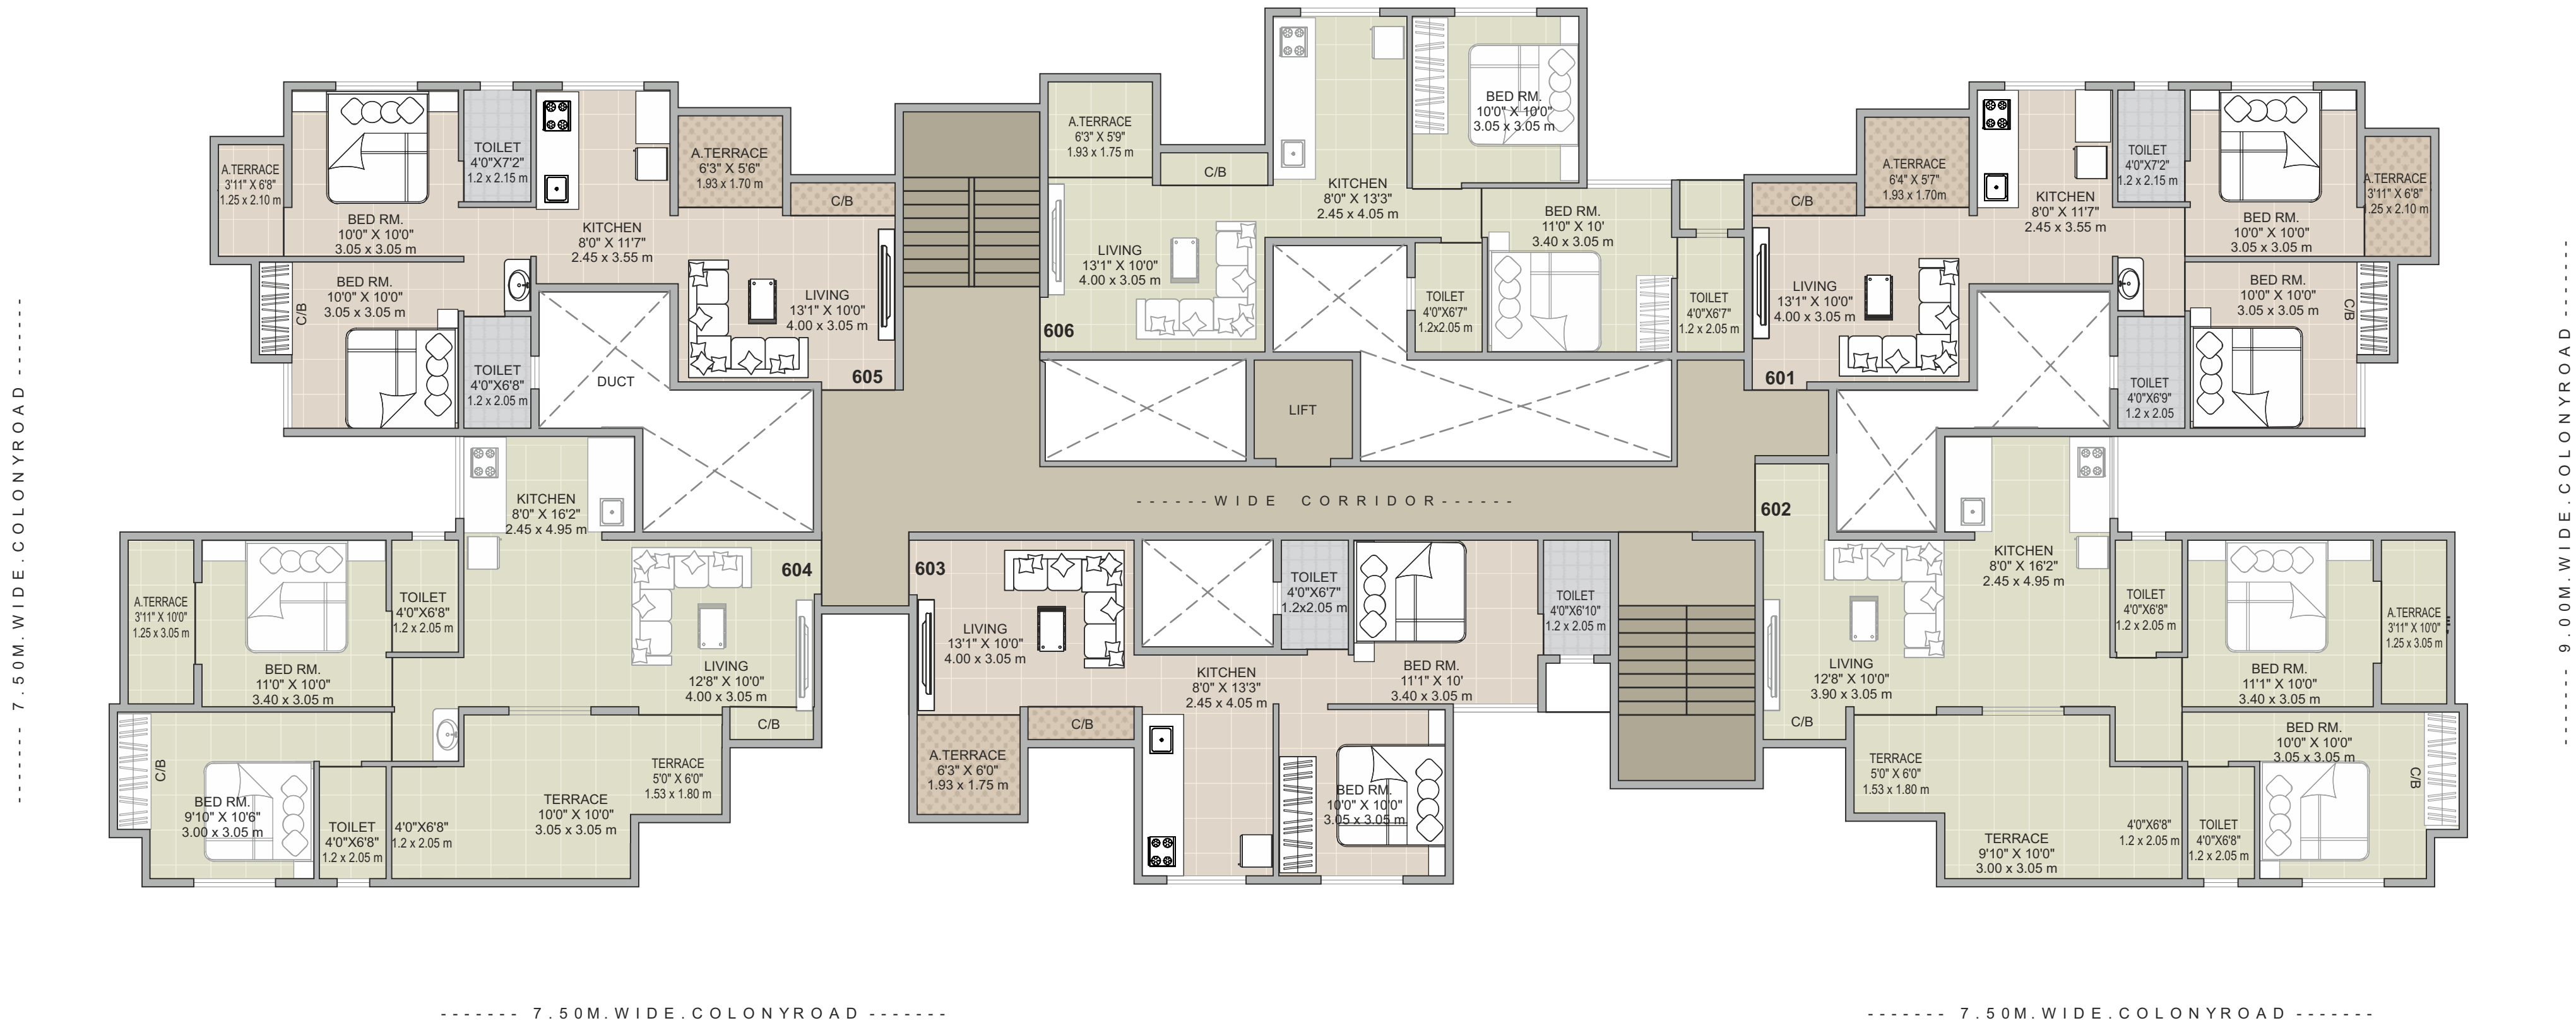 7.50M.WIDE.COLONYROAD
A.TERRACE
3'11" X 6'8"
1.25 x 2.10 m
BED RM.
10'0" X 10'0"
3.05 x 3.05 m
TOILET
4'0"X7'2"
1.2 x 2.15 m
KITCHEN
8'0" X 11'7"
2.45 x 3.55 m
A.TERRACE
6'3" X 5'6"
1.93 x 1.70 m
C/B
BED RM.
10'0" X 10'0"
3.05 x 3.05 m
C/B
TOILET
4'0"X6'8"
1.2 x 2.05 m
DUCT
LIVING
13'1" X 10'0"
4.00 x 3.05 m
605
A.TERRACE
6'3" X 5'9"
1.93 x 1.75 m
C/B
KITCHEN
8'0" X 13'3"
2.45 x 4.05 m
BED RM.
10'0" X 10'0"
3.05 x 3.05 m
LIVING
13'1" X 10'0"
4.00 x 3.05 m
606
BED RM.
11'0" X 10'
3.40 x 3.05 m
TOILET
4'0"X6'7"
1.2x2.05 m
TOILET
4'0"X6'7"
1.2 x 2.05 m
LIFT
C/B
A.TERRACE
6'4" X 5'7"
1.93 x 1.70m
KITCHEN
8'0" X 11'7"
2.45 x 3.55 m
TOILET
4'0"X7'2"
1.2 x 2.15 m
BED RM.
10'0" X 10'0"
3.05 x 3.05 m
A.TERRACE
3'11" X 6'8"
1.25 x 2.10 m
LIVING
13'1" X 10'0"
4.00 x 3.05 m
601
BED RM.
10'0" X 10'0"
3.05 x 3.05 m
C/B
TOILET
4'0"X6'9"
1.2 x 2.05
9.00M.WIDE.COLONYROAD
WIDE CORRIDOR
KITCHEN
8'0" X 16'2"
2.45 x 4.95 m
604
A.TERRACE
3'11" X 10'0"
1.25 x 3.05 m
BED RM.
11'0" X 10'0"
3.40 x 3.05 m
TOILET
4'0"X6'8"
1.2 x 2.05 m
LIVING
12'8" X 10'0"
4.00 x 3.05 m
C/B
C/B
BED RM.
9'10" X 10'6"
3.00 x 3.05 m
TOILET
4'0"X6'8"
1.2 x 2.05 m
4'0"X6'8"
1.2 x 2.05 m
TERRACE
10'0" X 10'0"
3.05 x 3.05 m
TERRACE
5'0" X 6'0"
1.53 x 1.80 m
603
LIVING
13'1" X 10'0"
4.00 x 3.05 m
A.TERRACE
6'3" X 6'0"
1.93 x 1.75 m
C/B
KITCHEN
8'0" X 13'3"
2.45 x 4.05 m
TOILET
4'0"X6'7"
1.2x2.05 m
BED RM.
11'1" X 10'
3.40 x 3.05 m
TOILET
4'0"X6'10"
1.2 x 2.05 m
BED RM.
10'0" X 10'0"
3.05 x 3.05 m
602
KITCHEN
8'0" X 16'2"
2.45 x 4.95 m
LIVING
12'8" X 10'0"
3.90 x 3.05 m
C/B
TOILET
4'0"X6'8"
1.2 x 2.05 m
BED RM.
11'1" X 10'0"
3.40 x 3.05 m
A.TERRACE
3'11" X 10'0"
1.25 x 3.05 m
TERRACE
5'0" X 6'0"
1.53 x 1.80 m
TERRACE
9'10" X 10'0"
3.00 x 3.05 m
4'0"X6'8"
1.2 x 2.05 m
TOILET
4'0"X6'8"
1.2 x 2.05 m
BED RM.
10'0" X 10'0"
3.05 x 3.05 m
C/B
7.50M.WIDE.COLONYROAD
7.50M.WIDE.COLONYROAD